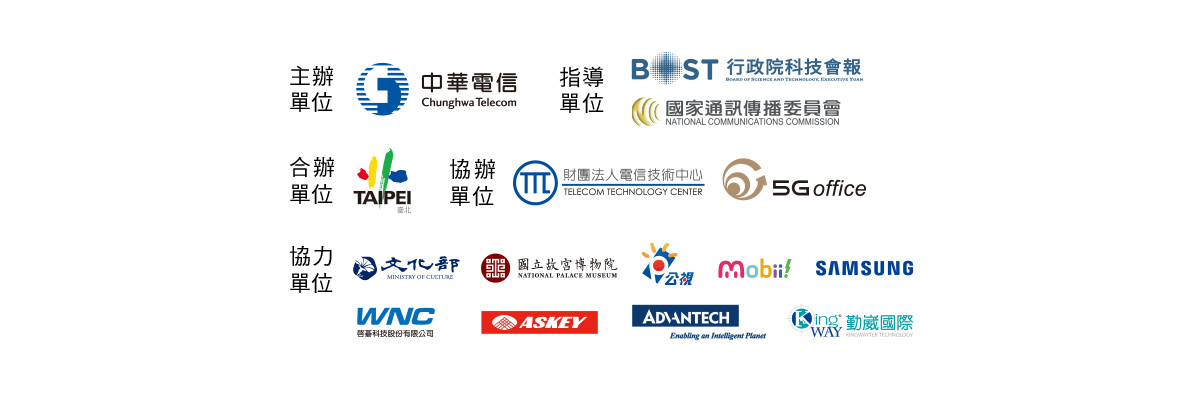 主辦
單位
中華電信
Chunghwa Telecom
指導
單位
BOST 行政院科技會報
BOARD OF SCIENCE AND TECHNOLOGY, EXECUTIVE YUAN
國家通訊傳播委員會
NATIONAL COMMUNICATIONS COMMISSION
合辦
單位
TAIPEI
臺北
協辦
單位
TTC
財團法人電信技術中心
TELECOM TECHNOLOGY CENTER
5G office
協力
單位
文化部
MINISTRY OF CULTURE
國立故宮博物院
NATIONAL PALACE MUSEUM
公視
mobii!
SAMSUNG
WNC
啓碁科技股份有限公司
ASKEY
ADVANTECH
Enabling an Intelligent Planet
King WAY
勤崴國際
KINGWAYTEK TECHNOLOGY